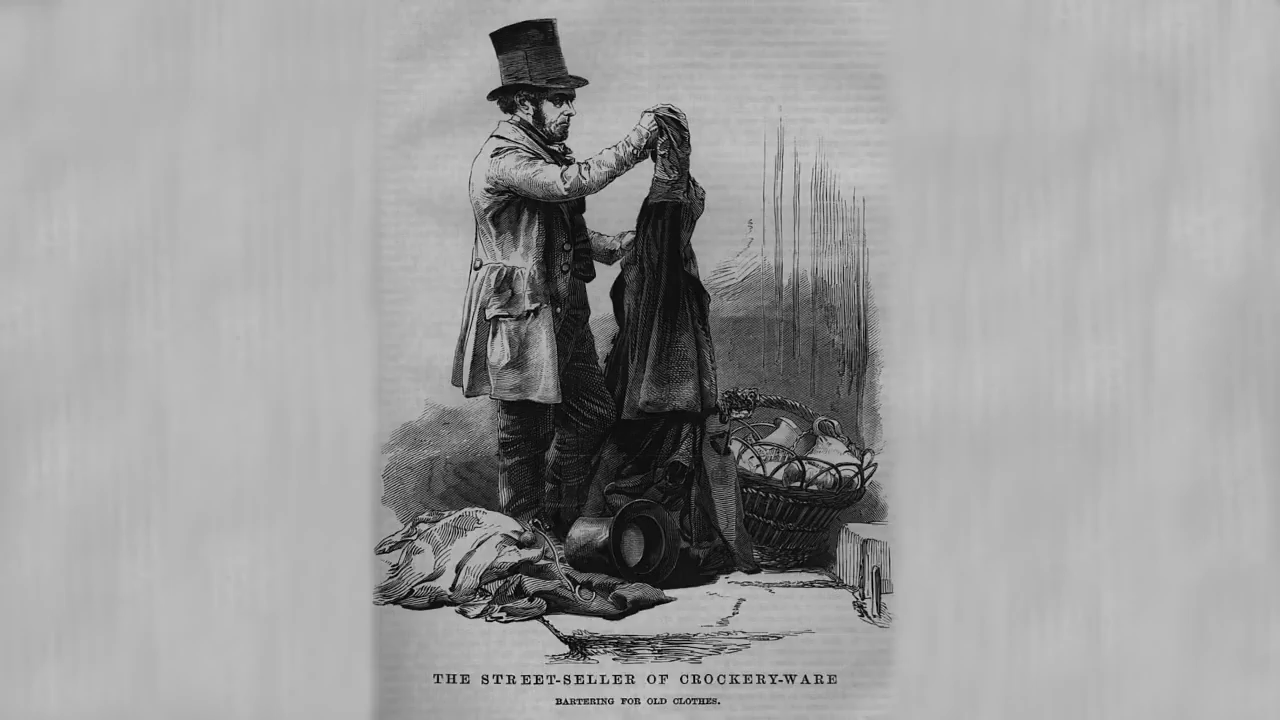 THE STREET-SELLER OF CROCKERY-WARE
BARTERING FOR OLD CLOTHES.